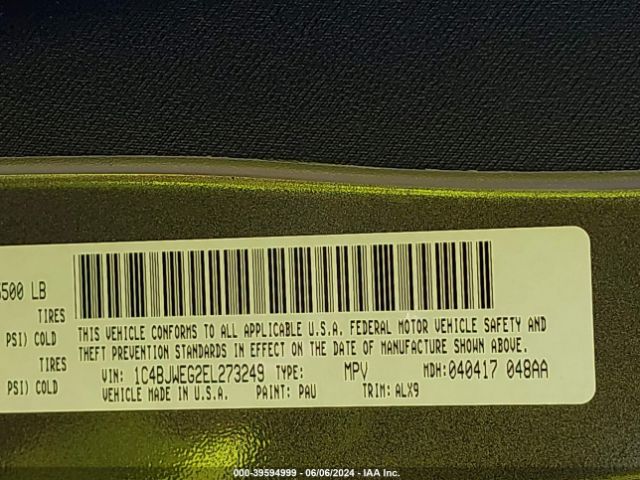 5500 LB
TIRES
PSI) COLD
TIRES
PSI) COLD
THIS VEHICLE CONFORMS TO ALL APPLICABLE U.S.A. FEDERAL MOTOR VEHICLE SAFETY AND
THEFT PREVENTION STANDARDS IN EFFECT ON THE DATE OF MANUFACTURE SHOWN ABOVE.
VIN: 1C4BJWEG2EL273249 TYPE: MPV MDH: 040417 048AA
VEHICLE MADE IN U.S.A. PAINT: PAU TRIM: ALX9
000-39594999 - 06/06/2024 - IAA Inc.